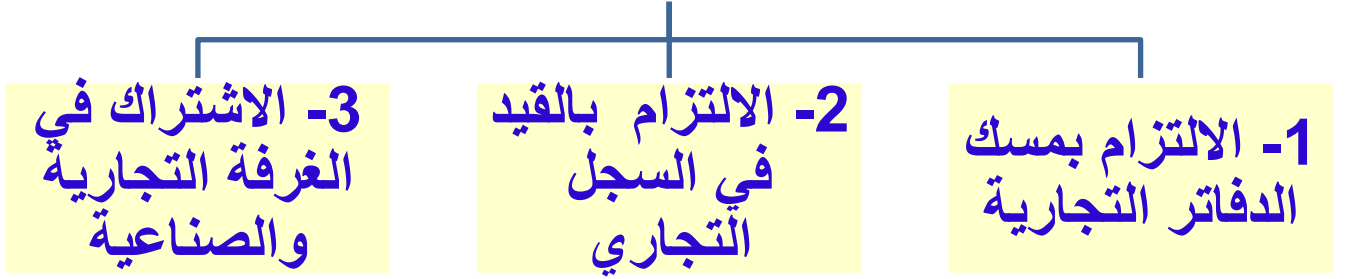 1- الالتزام بمسك
الدفاتر التجارية
2- الالتزام بالقيد
في السجل
التجاري
3- الاشتراك في
الغرفة التجارية
والصناعية